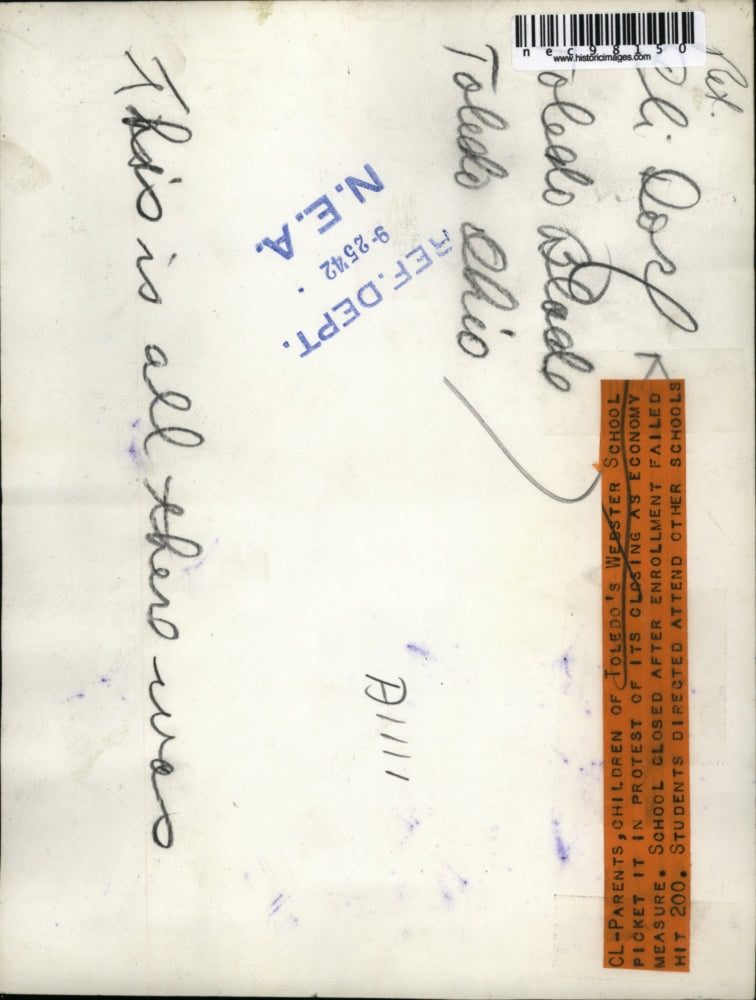 nec98150
www.historicimages.com
Toledo Blade
Toledo Ohio
REF. DEPT.
9-25'42
N.E.A.
This is all there was
A1111
CL-PARENTS, CHILDREN OF TOLEDO'S WEBSTER SCHOOL
PICKET IT IN PROTEST OF ITS CLOSING AS ECONOMY
MEASURE. SCHOOL CLOSED AFTER ENROLLMENT FAILED
HIT 200. STUDENTS DIRECTED ATTEND OTHER SCHOOLS